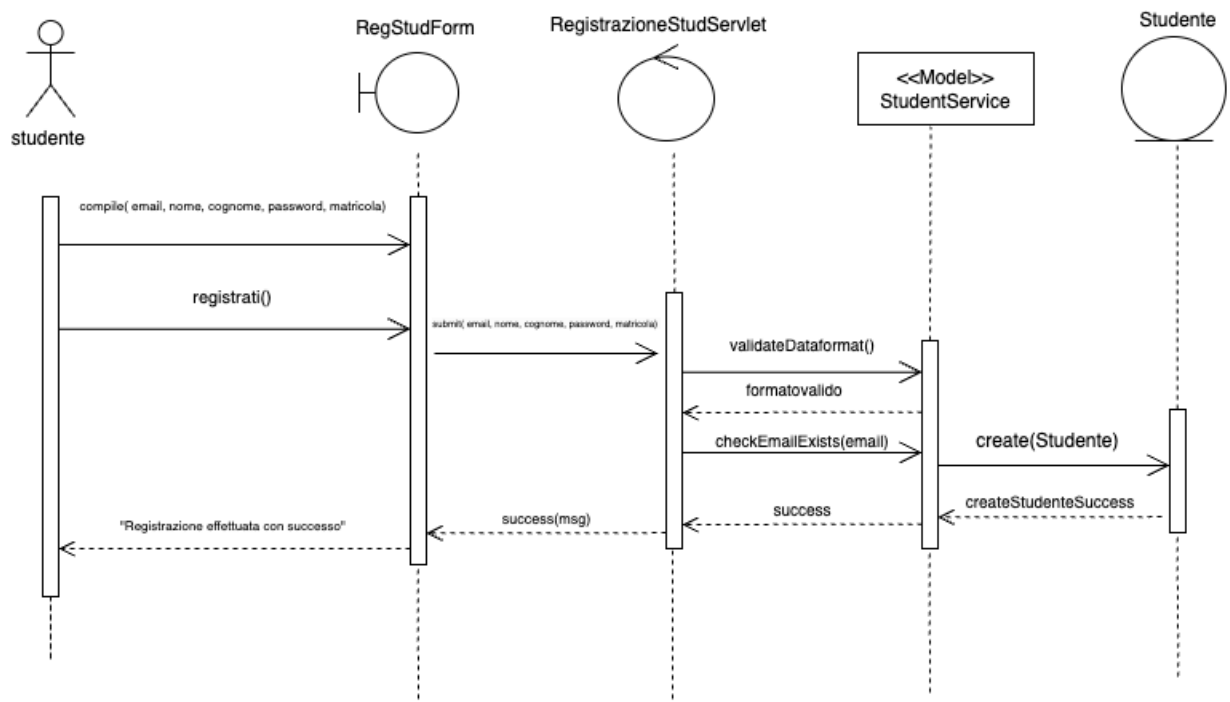 Studente
RegStudForm
RegistrazioneStudServlet
<<Model>>
StudentService
studente
compile( email, nome, cognome, password, matricola)
registrati()
submit( email, nome, cognome, password, matricola)
validateDataformat()
formatovalido
checkEmailExists(email)
create(Studente)
createStudenteSuccess
success
success(msg)
"Registrazione effettuata con successo"